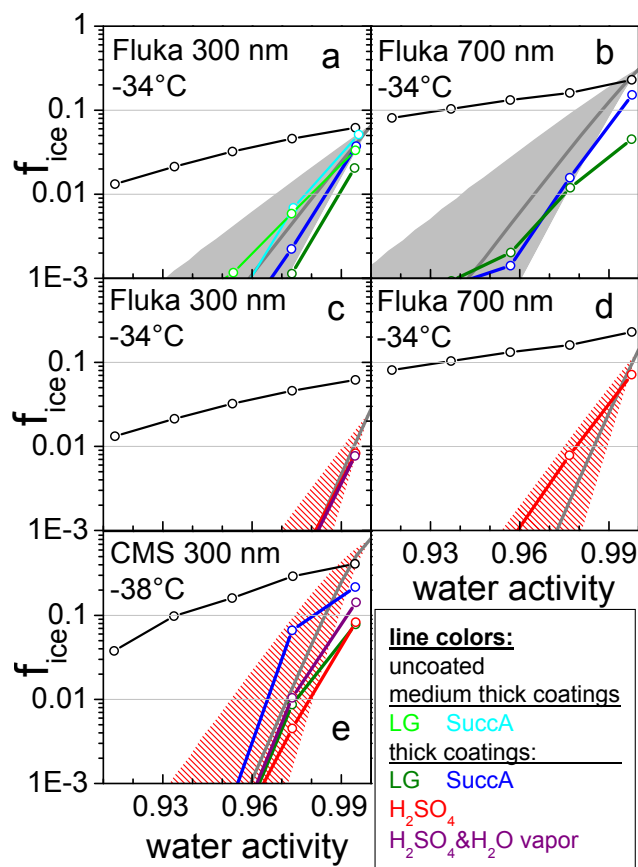 1
Fluka 300 nm
-34°C
a
Fluka 700 nm
-34°C
b
0.1
0.01
1E-3
f_ice
Fluka 300 nm
-34°C
c
Fluka 700 nm
-34°C
d
0.1
0.01
1E-3
f_ice
0.93 0.96 0.99
water activity
CMS 300 nm
-38°C
e
0.1
0.01
1E-3
f_ice
0.93 0.96 0.99
water activity
line colors:
uncoated
medium thick coatings
LG SuccA
thick coatings:
LG SuccA
H₂SO₄
H₂SO₄&H₂O vapor